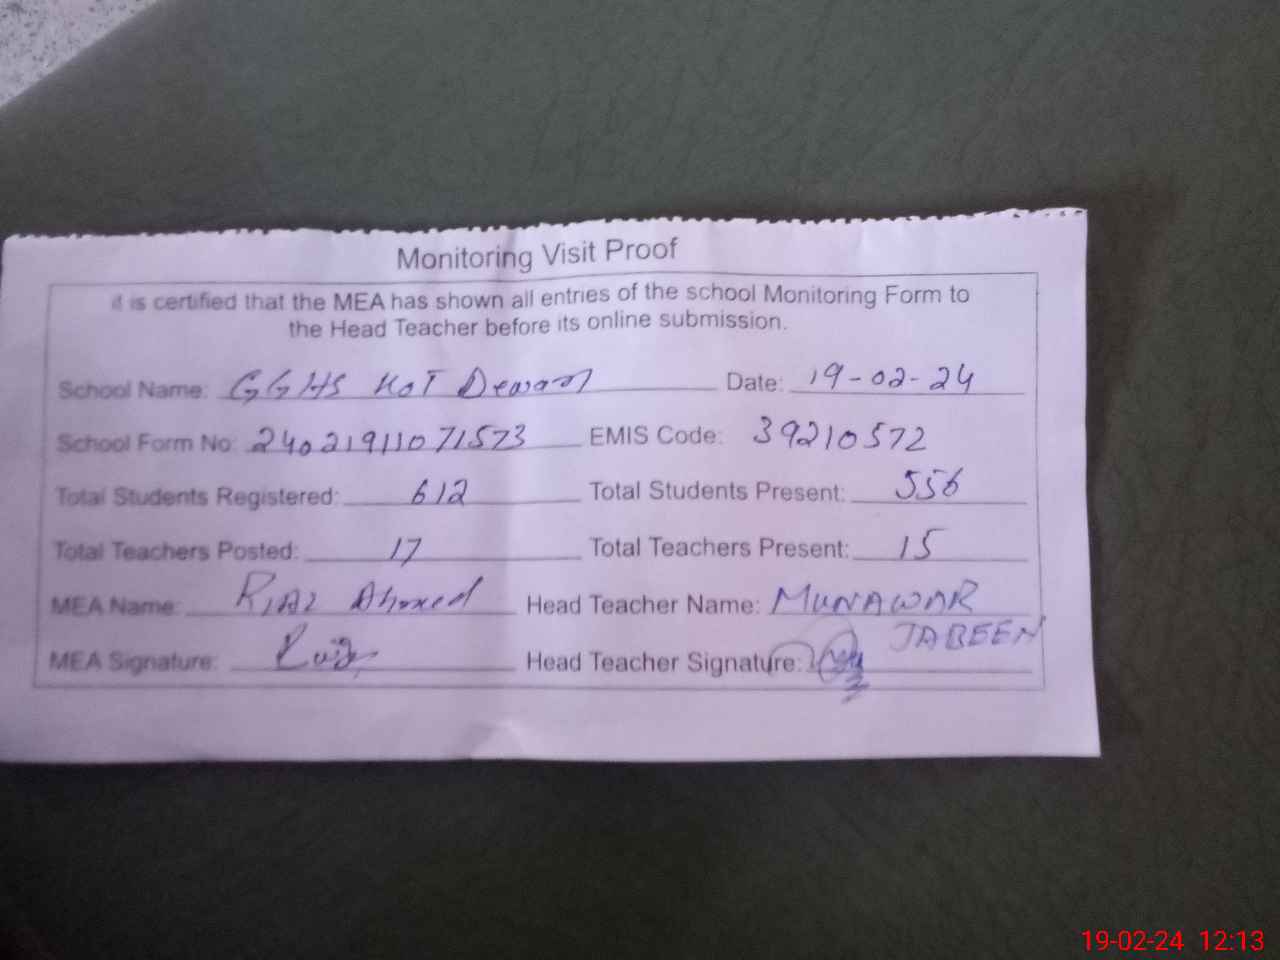 Monitoring Visit Proof
it is certified that the MEA has shown all entries of the school Monitoring Form to
the Head Teacher before its online submission.
School Name: GGHS KOT Date: 19-02-24
School Form No: 24021911071573 EMIS Code: 39210572
Total Students Registered: 612 Total Students Present: 556
Total Teachers Posted: 17 Total Teachers Present: 15
MEA Name: RIAZ Ahmed Head Teacher Name: MUNAWAR
JABEEN
MEA Signature: Head Teacher Signature:
19-02-24 12:13